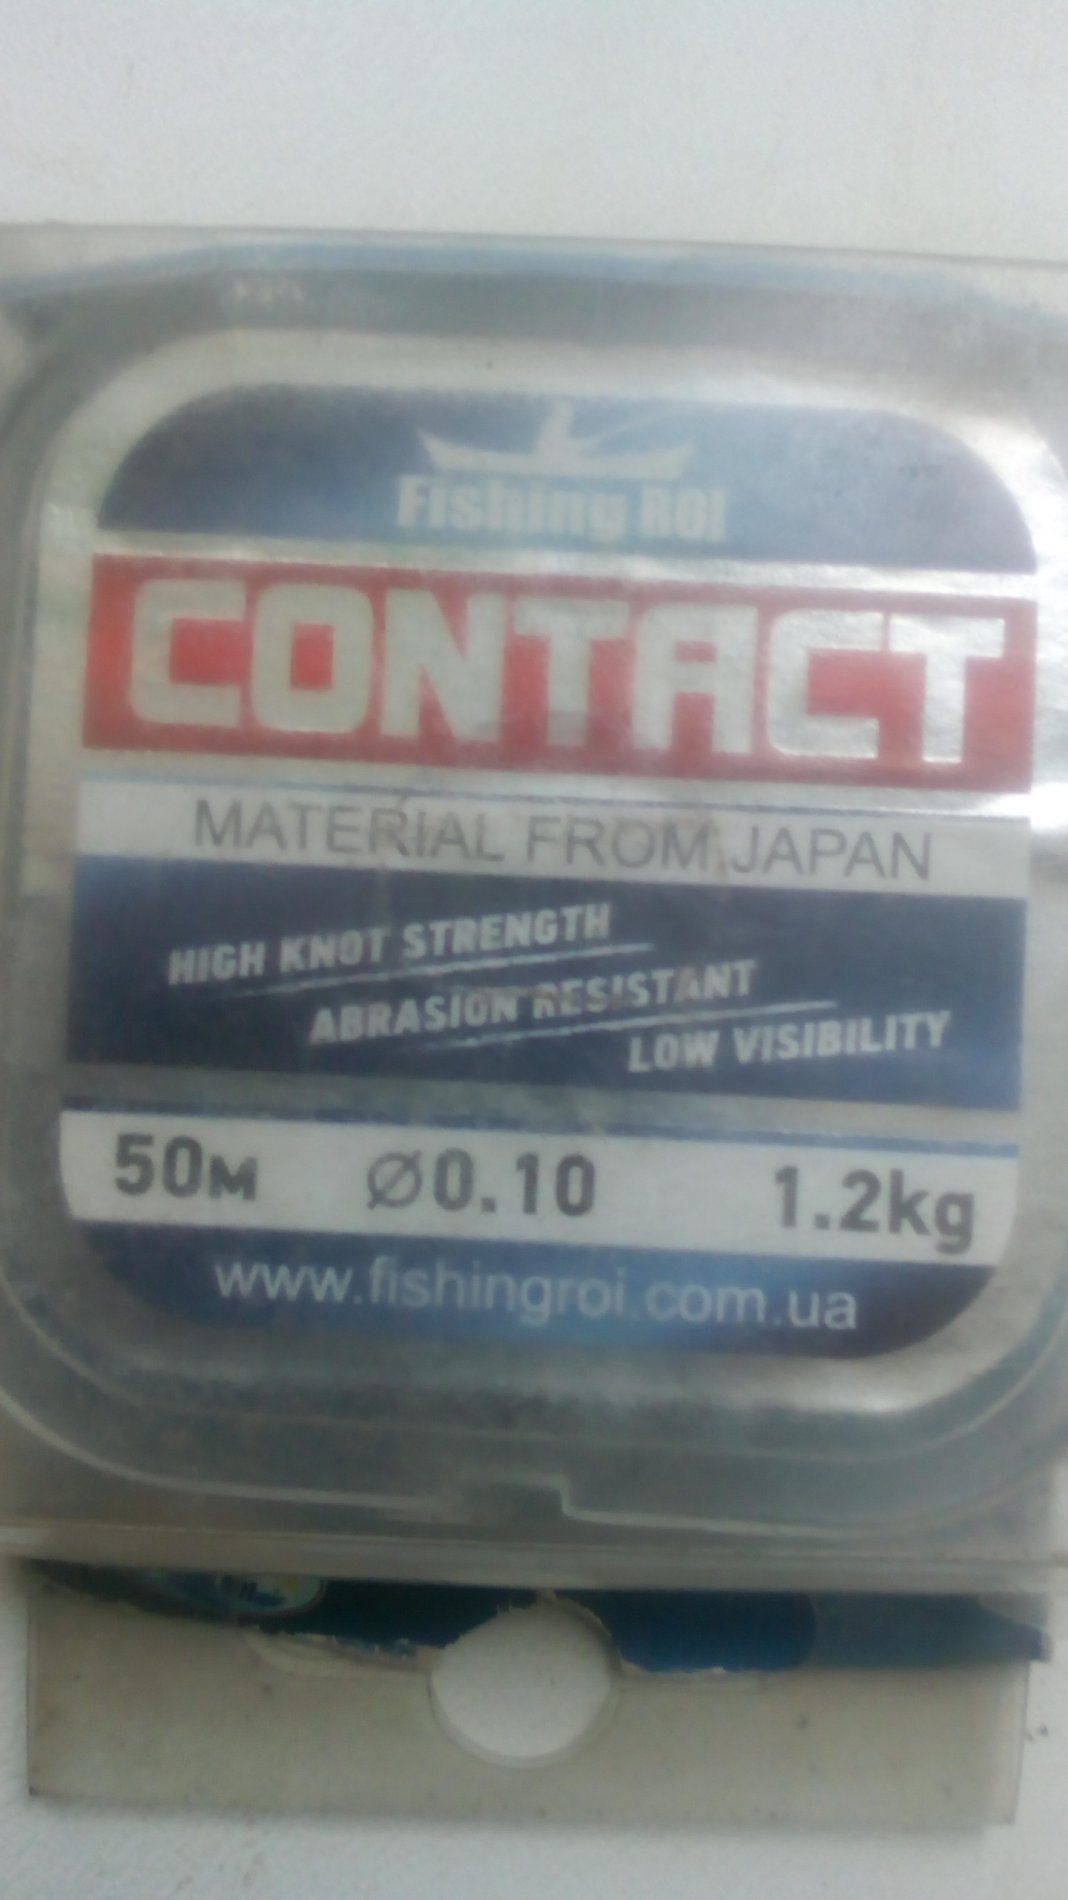 Fishing ROI
CONTACT
MATERIAL FROM JAPAN
HIGH KNOT STRENGTH
ABRASION RESISTANT
LOW VISIBILITY
50м Ø0.10 1.2kg
www.fishingroi.com.ua